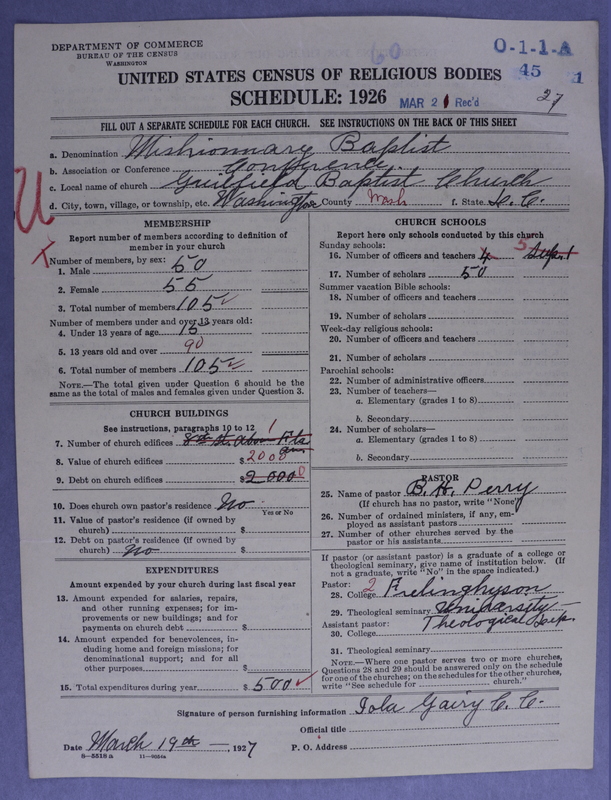 DEPARTMENT OF COMMERCE
BUREAU OF THE CENSUS
WASHINGTON
60
O-1-1-A
45 1
UNITED STATES CENSUS OF RELIGIOUS BODIES
SCHEDULE: 1926
MAR 21 Rec'd
27
FILL OUT A SEPARATE SCHEDULE FOR EACH CHURCH. SEE INSTRUCTIONS ON THE BACK OF THIS SHEET
a. Denomination Mishionnary Baptist
b. Association or Conference Conference
c. Local name of church Guilfield Baptist Church
d. City, town, village, or township, etc. Washington County Wash f. State D. C.
U
MEMBERSHIP
Report number of members according to definition of
member in your church
Number of members, by sex:
1. Male 50
2. Female 55
3. Total number of members 105
Number of members under and over 13 years old:
4. Under 13 years of age 15
5. 13 years old and over 90
6. Total number of members 105
NOTE.—The total given under Question 6 should be the
same as the total of males and females given under Question 3.
CHURCH BUILDINGS
See instructions, paragraphs 10 to 12
7. Number of church edifices 1
8. Value of church edifices $ 2000
9. Debt on church edifices $ 2000 0
10. Does church own pastor's residence No
Yes or No
11. Value of pastor's residence (if owned by
church) $
12. Debt on pastor's residence (if owned by
church) No $
EXPENDITURES
Amount expended by your church during last fiscal year
13. Amount expended for salaries, repairs,
and other running expenses; for im-
provements or new buildings; and for
payments on church debt $
14. Amount expended for benevolences, in-
cluding home and foreign missions; for
denominational support; and for all
other purposes $
15. Total expenditures during year $ 500
CHURCH SCHOOLS
Report here only schools conducted by this church
Sunday schools:
16. Number of officers and teachers 4 5 Supt
17. Number of scholars 50
Summer vacation Bible schools:
18. Number of officers and teachers
19. Number of scholars
Week-day religious schools:
20. Number of officers and teachers
21. Number of scholars
Parochial schools:
22. Number of administrative officers
23. Number of teachers—
a. Elementary (grades 1 to 8)
b. Secondary
24. Number of scholars—
a. Elementary (grades 1 to 8)
b. Secondary
PASTOR
25. Name of pastor B. H. Perry
(If church has no pastor, write "None")
26. Number of ordained ministers, if any, em-
ployed as assistant pastors
27. Number of other churches served by the
pastor or his assistants
If pastor (or assistant pastor) is a graduate of a college or
theological seminary, give name of institution below. (If
not a graduate, write "No" in the space indicated.)
Pastor: 2
28. College Frelinghyson
29. Theological seminary University
Assistant pastor: Theological
30. College
31. Theological seminary
NOTE.—Where one pastor serves two or more churches,
Questions 28 and 29 should be answered only on the schedule
for one of the churches; on the schedules for the other churches,
write "See schedule for church."
Signature of person furnishing information Iola Gairy C. C.
Official title
Date March 19th —, 1927 P. O. Address
8—5518 b 11—9054a